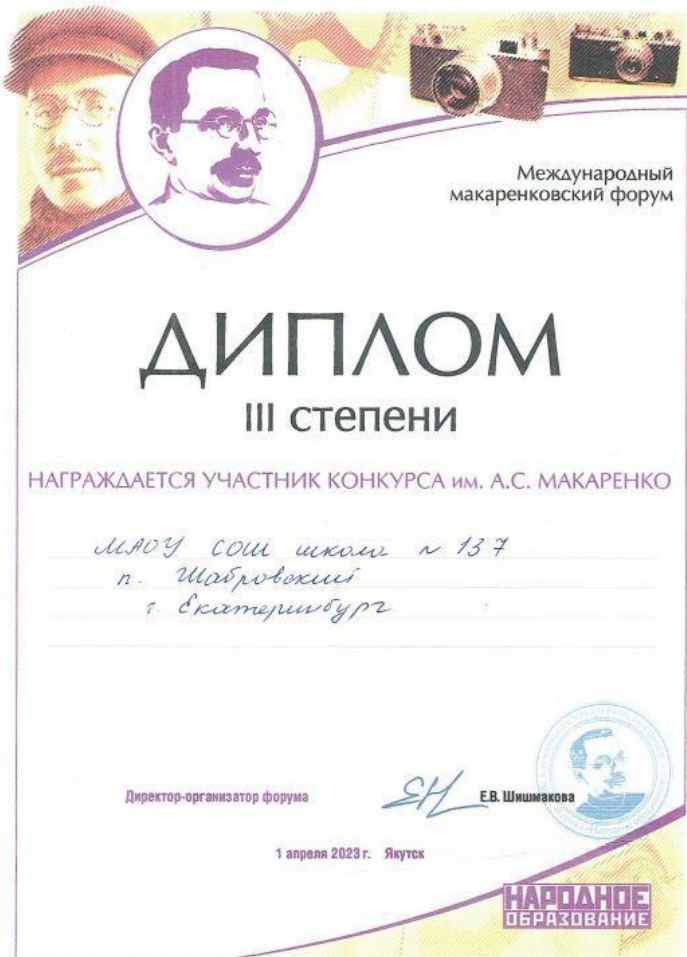 Международный
макаренковский форум
ДИПЛОМ
III степени
НАГРАЖДАЕТСЯ УЧАСТНИК КОНКУРСА им. А.С. МАКАРЕНКО
МАОУ СОШ школа № 137
п. Шабровский
г. Екатеринбург
Директор-организатор форума
Е.В. Шишмакова
1 апреля 2023 г. Якутск
НАРОДНОЕ
ОБРАЗОВАНИЕ